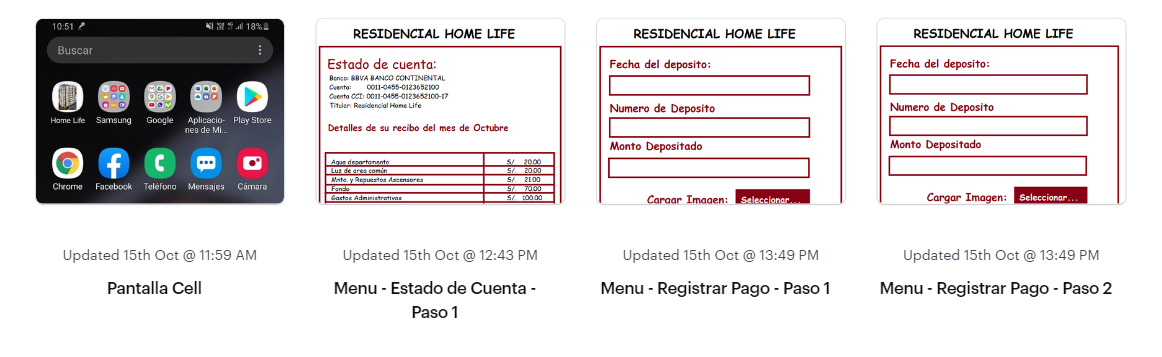 10:51 18%
Buscar
Home Life Samsung Google Aplicacio- Play Store
nes de Mi...
Chrome Facebook Teléfono Mensajes Cámara
Updated 15th Oct @ 11:59 AM
Pantalla Cell
RESIDENCIAL HOME LIFE
Estado de cuenta:
Banco: BBVA BANCO CONTINENTAL
Cuenta: 0011-0455-0123652100
Cuenta CCI: 0011-0455-0123652100-17
Titular: Residencial Home Life
Detalles de su recibo del mes de Octubre
Agua departamento S/. 20.00
Luz de area común S/. 20.00
Mnto. y Repuestos Ascensores S/. 21.00
Fondo S/. 70.00
Gastos Administrativos S/. 100.00
Updated 15th Oct @ 12:43 PM
Menu - Estado de Cuenta -
Paso 1
RESIDENCIAL HOME LIFE
Fecha del deposito:
Numero de Deposito
Monto Depositado
Cargar Imagen: Seleccionar...
Updated 15th Oct @ 13:49 PM
Menu - Registrar Pago - Paso 1
RESIDENCIAL HOME LIFE
Fecha del deposito:
Numero de Deposito
Monto Depositado
Cargar Imagen: Seleccionar...
Updated 15th Oct @ 13:49 PM
Menu - Registrar Pago - Paso 2